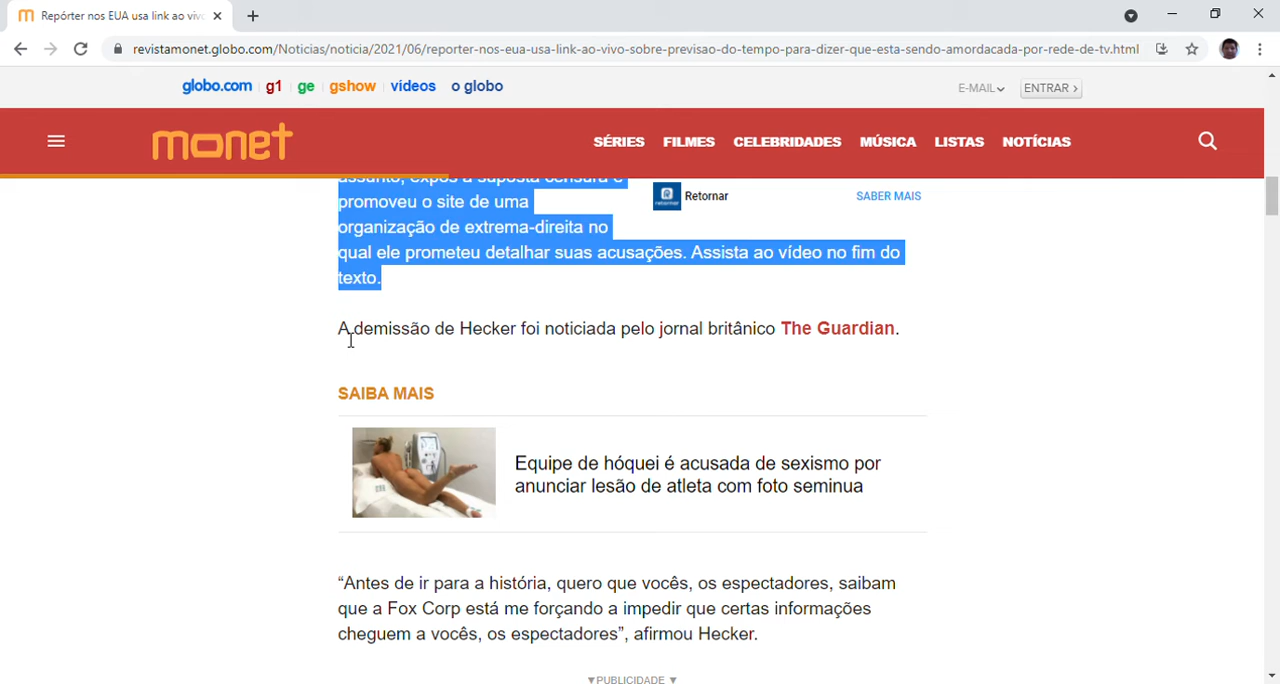 Repórter nos EUA usa link ao viv
revistamonet.globo.com/Noticias/noticia/2021/06/reporter-nos-eua-usa-link-ao-vivo-sobre-previsao-do-tempo-para-dizer-que-esta-sendo-amordacada-por-rede-de-tv.html
globo.com g1 ge gshow vídeos o globo
E-MAIL ENTRAR
monet
SÉRIES FILMES CELEBRIDADES MÚSICA LISTAS NOTÍCIAS
assunto, expôs a suposta censura e
promoveu o site de uma
organização de extrema-direita no
qual ele prometeu detalhar suas acusações. Assista ao vídeo no fim do
texto.
Retornar SABER MAIS
A demissão de Hecker foi noticiada pelo jornal britânico The Guardian.
SAIBA MAIS
Equipe de hóquei é acusada de sexismo por
anunciar lesão de atleta com foto seminua
“Antes de ir para a história, quero que vocês, os espectadores, saibam
que a Fox Corp está me forçando a impedir que certas informações
cheguem a vocês, os espectadores”, afirmou Hecker.
▼PUBLICIDADE ▼